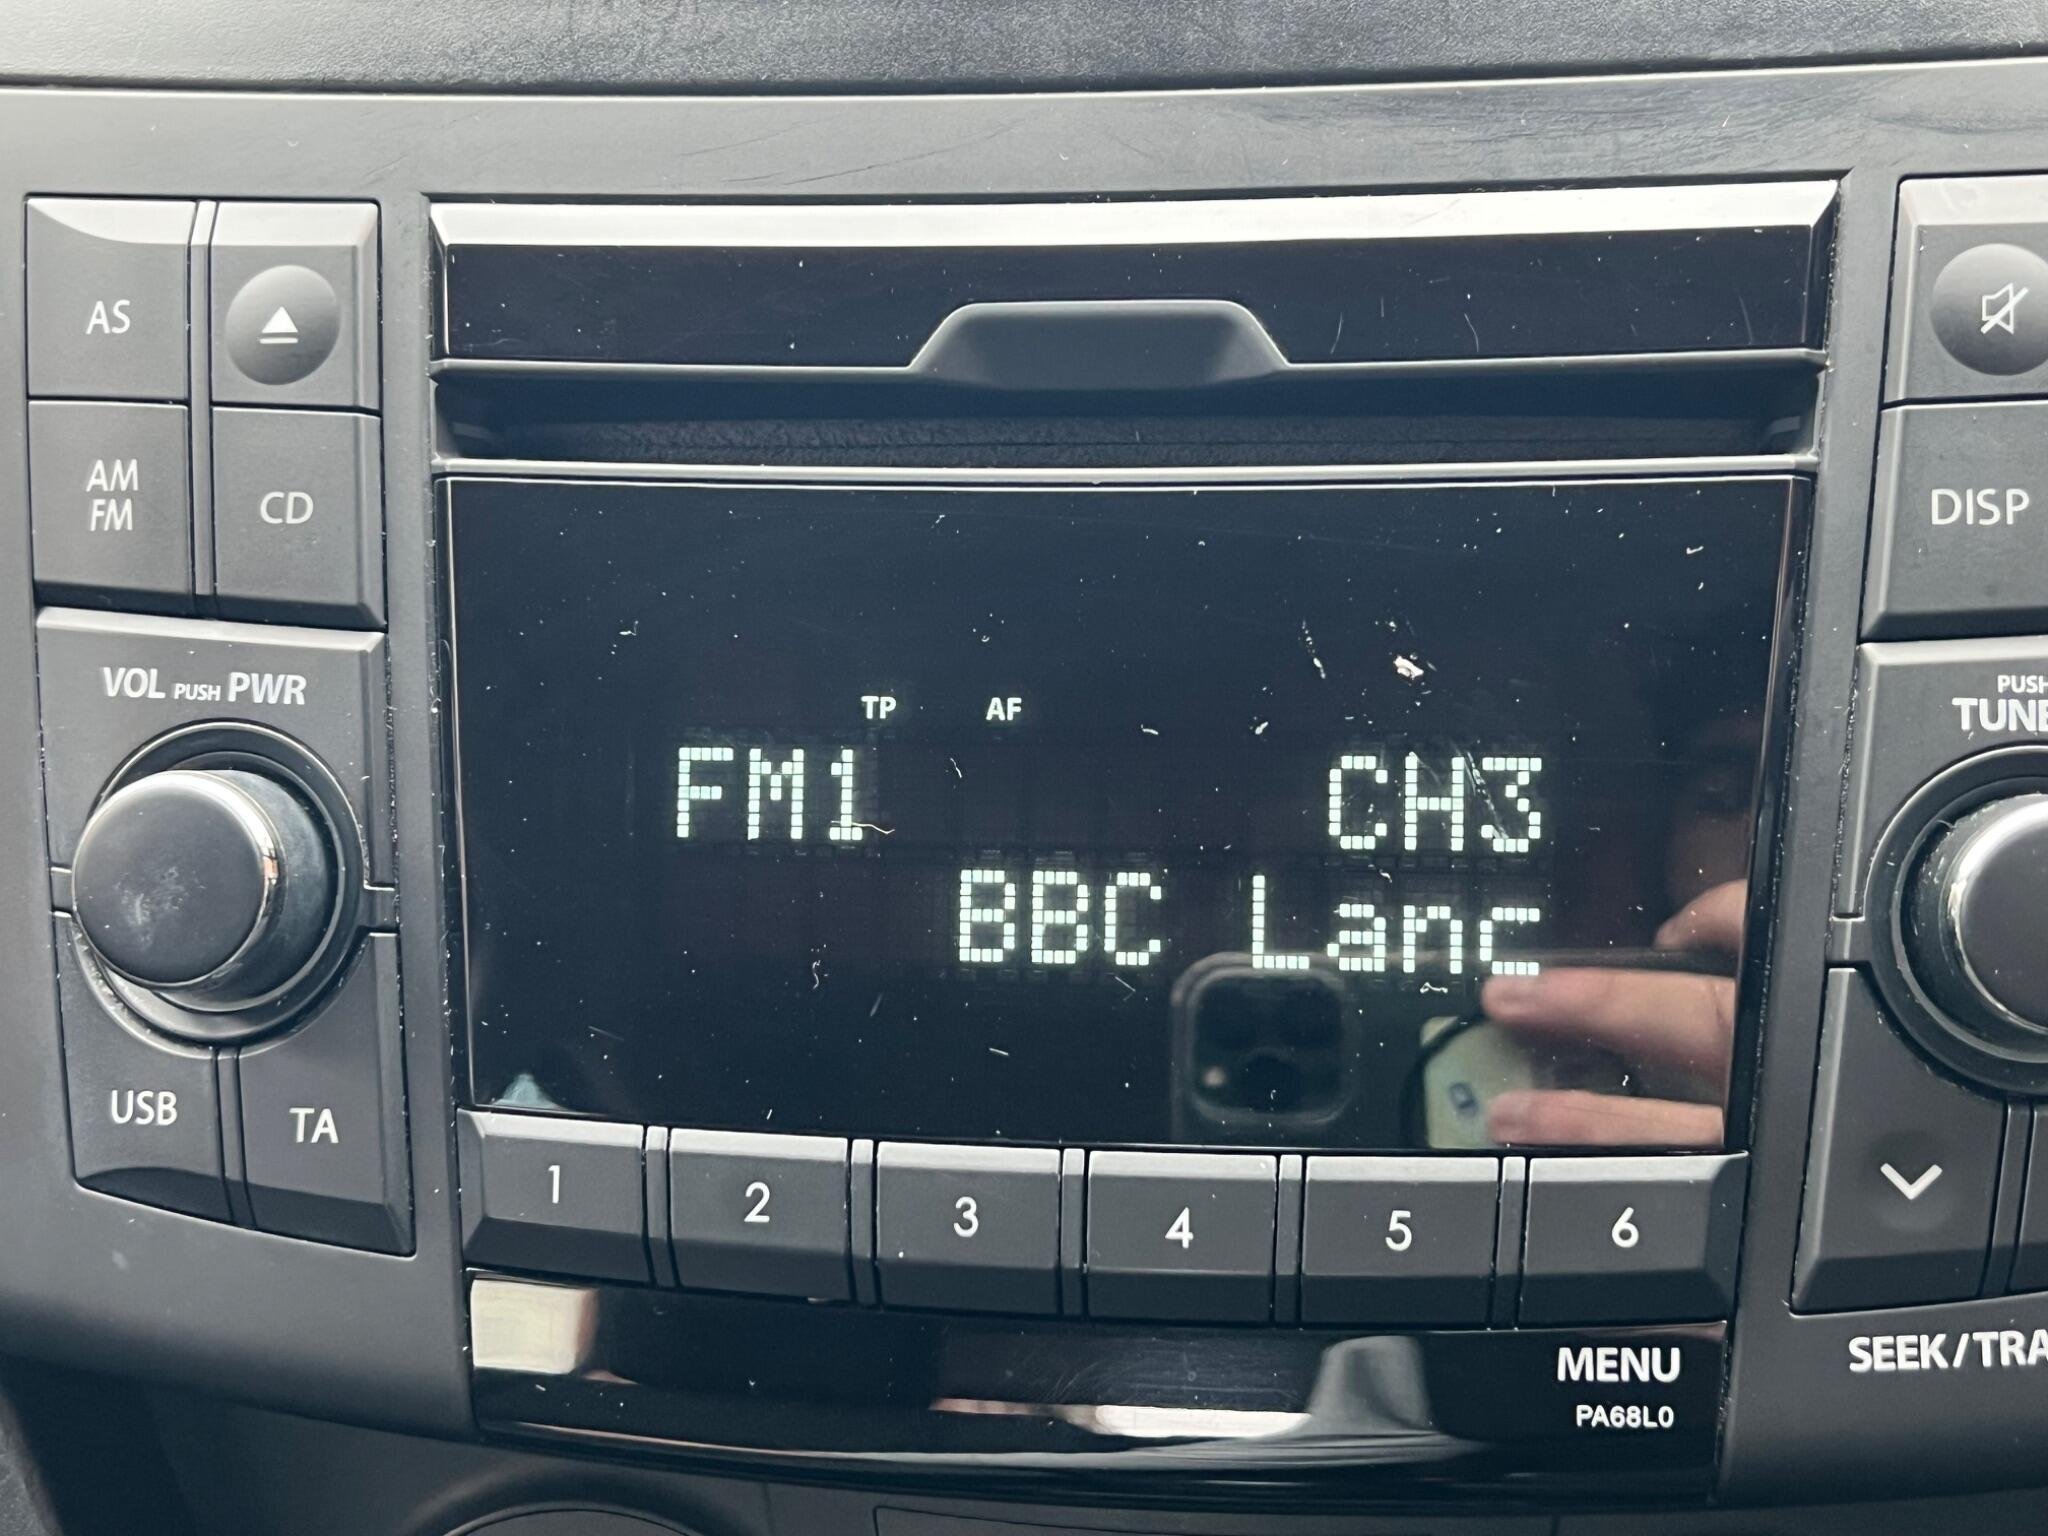 AS
AM
FM
CD
VOL PUSH PWR
USB
TA
TP AF
FM1 CH3
BBC Lanc
1 2 3 4 5 6
MENU
PA68L0
DISP
PUSH
TUNE
SEEK/TRA